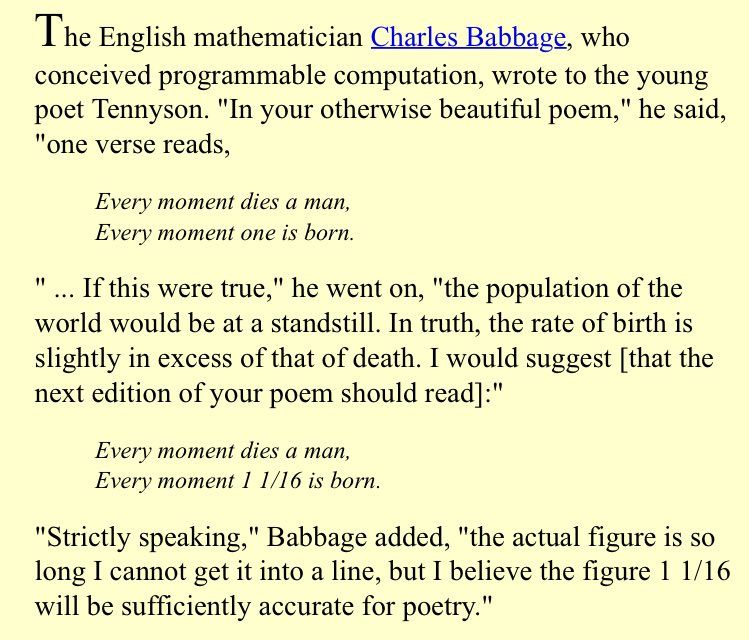 The English mathematician Charles Babbage, who
conceived programmable computation, wrote to the young
poet Tennyson. "In your otherwise beautiful poem," he said,
"one verse reads,
Every moment dies a man,
Every moment one is born.
" ... If this were true," he went on, "the population of the
world would be at a standstill. In truth, the rate of birth is
slightly in excess of that of death. I would suggest [that the
next edition of your poem should read]:"
Every moment dies a man,
Every moment 1 1/16 is born.
"Strictly speaking," Babbage added, "the actual figure is so
long I cannot get it into a line, but I believe the figure 1 1/16
will be sufficiently accurate for poetry."